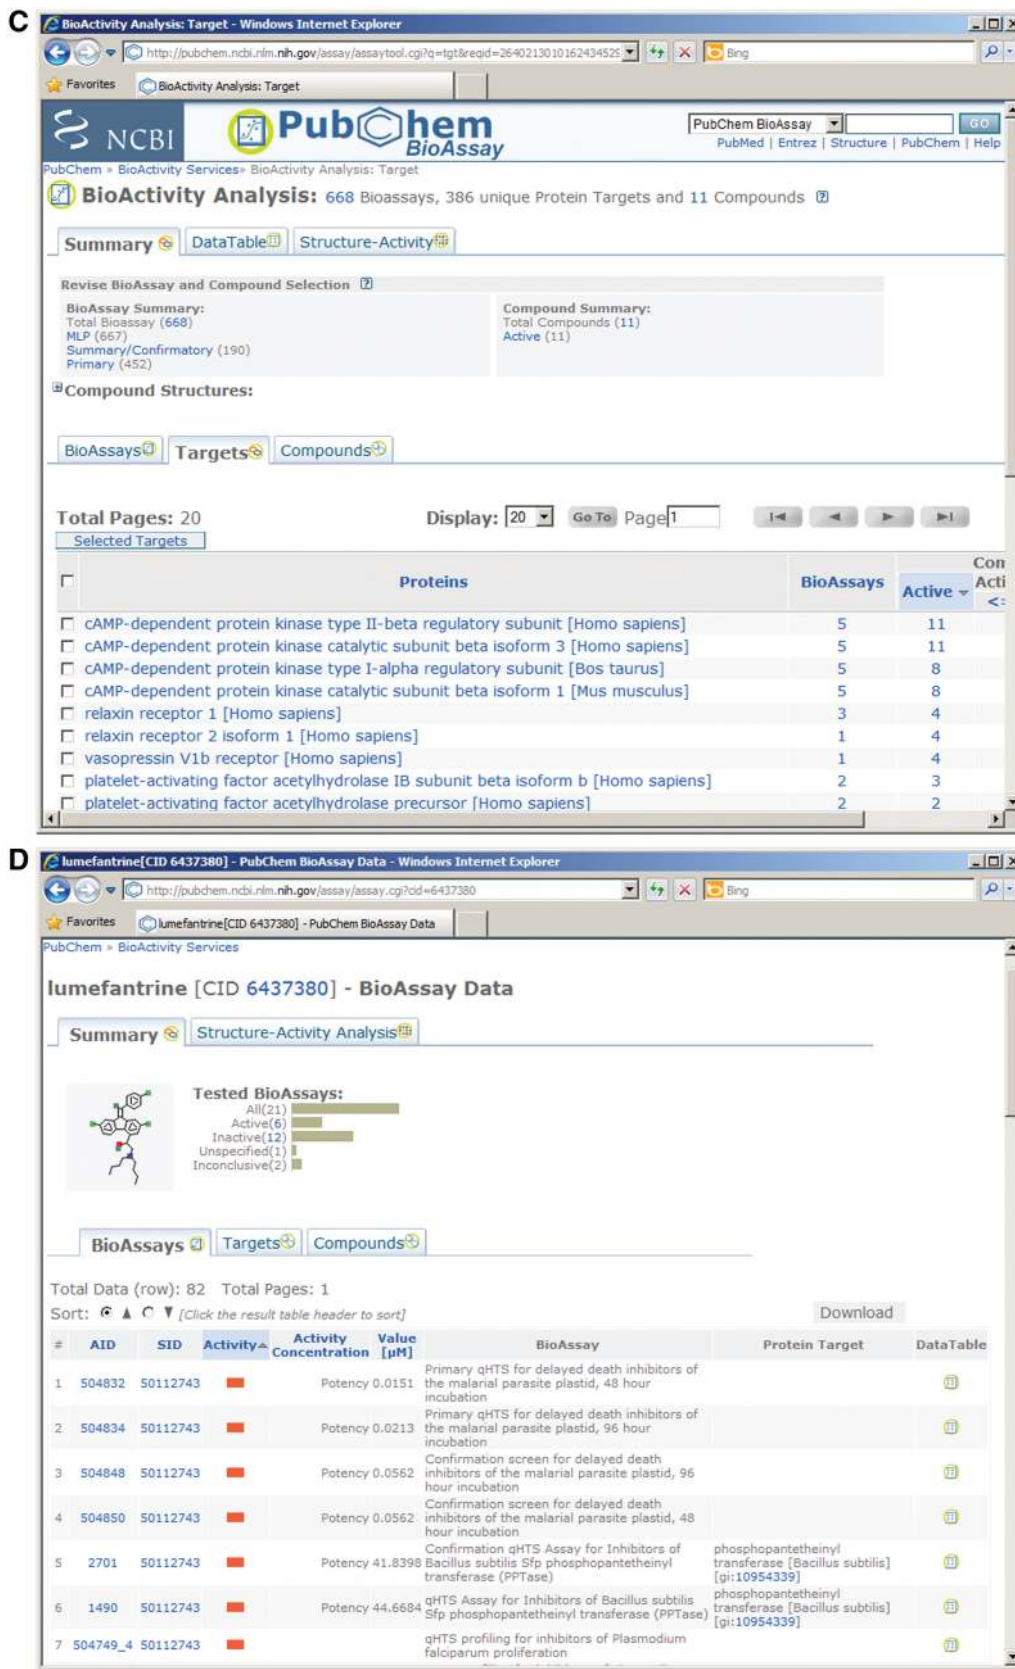 C
BioActivity Analysis: Target - Windows Internet Explorer
http://pubchem.ncbi.nlm.nih.gov/assay/assaytool.cgi?q=tgt&reqid=2640213010162434529
Bing
Favorites
BioActivity Analysis: Target
NCBI
PubChem
BioAssay
PubChem BioAssay
GO
PubMed | Entrez | Structure | PubChem | Help
PubChem » BioActivity Services» BioActivity Analysis: Target
BioActivity Analysis: 668 Bioassays, 386 unique Protein Targets and 11 Compounds
Summary DataTable Structure-Activity
Revise BioAssay and Compound Selection
BioAssay Summary:
Total Bioassay (668)
MLP (667)
Summary/Confirmatory (190)
Primary (452)
Compound Summary:
Total Compounds (11)
Active (11)
Compound Structures:
BioAssays Targets Compounds
Total Pages: 20 Display: 20 Go To Page 1
Selected Targets
Proteins BioAssays Active
Con
Acti
<=
cAMP-dependent protein kinase type II-beta regulatory subunit [Homo sapiens] 5 11
cAMP-dependent protein kinase catalytic subunit beta isoform 3 [Homo sapiens] 5 11
cAMP-dependent protein kinase type I-alpha regulatory subunit [Bos taurus] 5 8
cAMP-dependent protein kinase catalytic subunit beta isoform 1 [Mus musculus] 5 8
relaxin receptor 1 [Homo sapiens] 3 4
relaxin receptor 2 isoform 1 [Homo sapiens] 1 4
vasopressin V1b receptor [Homo sapiens] 1 4
platelet-activating factor acetylhydrolase IB subunit beta isoform b [Homo sapiens] 2 3
platelet-activating factor acetylhydrolase precursor [Homo sapiens] 2 2
D
lumefantrine[CID 6437380] - PubChem BioAssay Data - Windows Internet Explorer
http://pubchem.ncbi.nlm.nih.gov/assay/assay.cgi?cid=6437380
Bing
Favorites
lumefantrine[CID 6437380] - PubChem BioAssay Data
PubChem » BioActivity Services
lumefantrine [CID 6437380] - BioAssay Data
Summary Structure-Activity Analysis
Tested BioAssays:
All(21)
Active(6)
Inactive(12)
Unspecified(1)
Inconclusive(2)
BioAssays Targets Compounds
Total Data (row): 82 Total Pages: 1
Sort: ▲ ▼ [Click the result table header to sort]
Download
# AID SID Activity Activity Concentration Value [µM] BioAssay Protein Target DataTable
1 504832 50112743 Potency 0.0151 Primary qHTS for delayed death inhibitors of
the malarial parasite plastid, 48 hour
incubation
2 504834 50112743 Potency 0.0213 Primary qHTS for delayed death inhibitors of
the malarial parasite plastid, 96 hour
incubation
3 504848 50112743 Potency 0.0562 Confirmation screen for delayed death
inhibitors of the malarial parasite plastid, 96
hour incubation
4 504850 50112743 Potency 0.0562 Confirmation screen for delayed death
inhibitors of the malarial parasite plastid, 48
hour incubation
5 2701 50112743 Potency 41.8398 Confirmation qHTS Assay for Inhibitors of
Bacillus subtilis Sfp phosphopantetheinyl
transferase (PPTase)
phosphopantetheinyl
transferase [Bacillus subtilis]
[gi:10954339]
6 1490 50112743 Potency 44.6684 qHTS Assay for Inhibitors of Bacillus subtilis
Sfp phosphopantetheinyl transferase (PPTase)
phosphopantetheinyl
transferase [Bacillus subtilis]
[gi:10954339]
7 504749_4 50112743 qHTS profiling for inhibitors of Plasmodium
falciparum proliferation